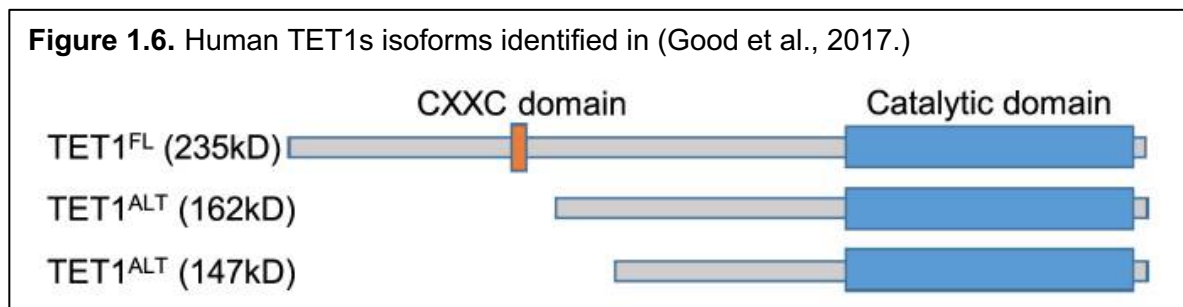 Figure 1.6. Human TET1s isoforms identified in (Good et al., 2017.)
CXXC domain Catalytic domain
TET1FL (235kD)
TET1ALT (162kD)
TET1ALT (147kD)